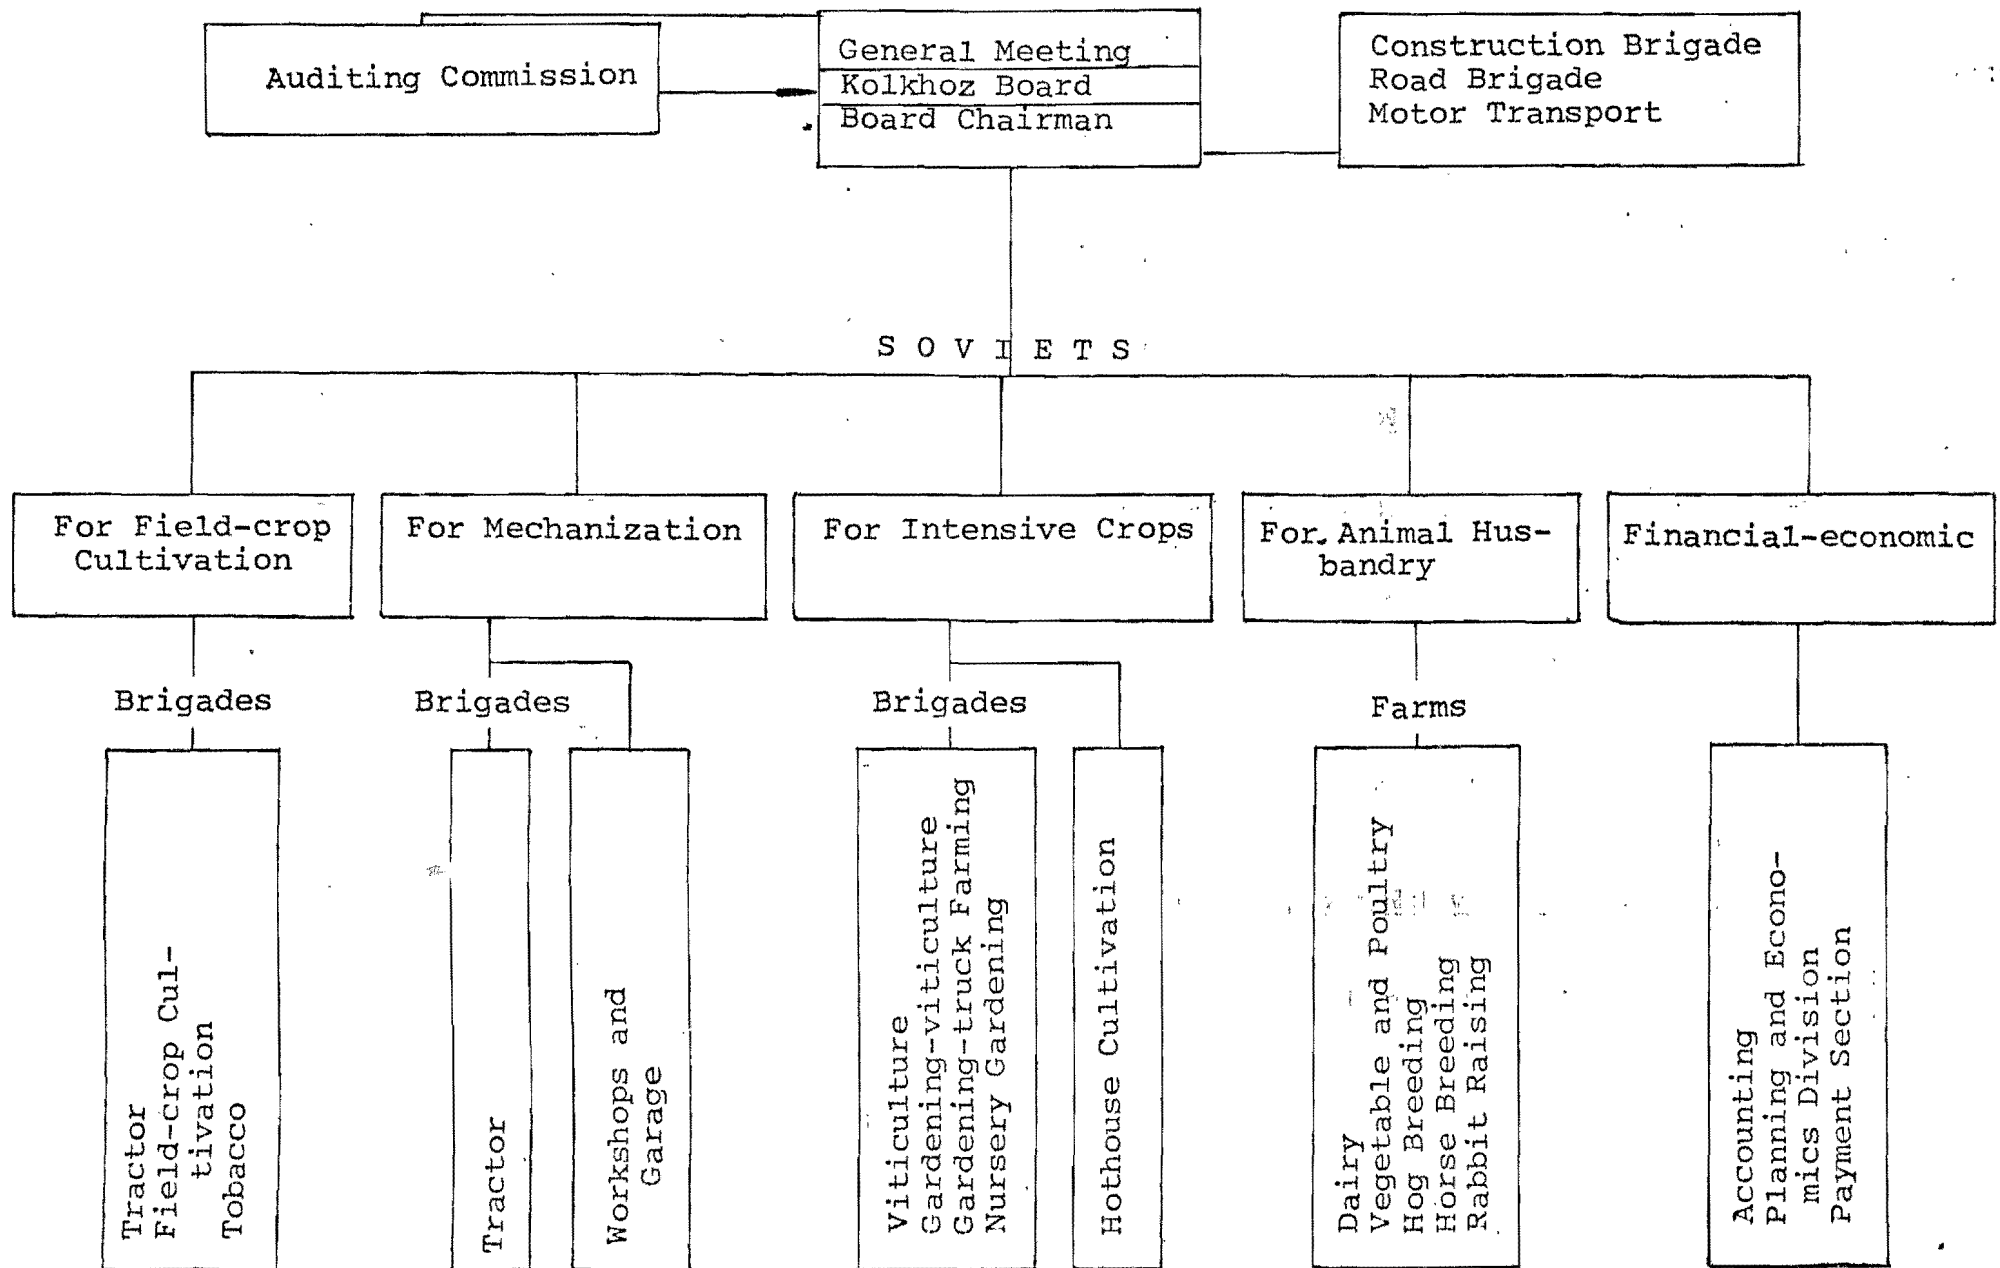 Auditing Commission
General Meeting
Kolkhoz Board
Board Chairman
Construction Brigade
Road Brigade
Motor Transport
S O V I E T S
For Field-crop
Cultivation
For Mechanization
For Intensive Crops
For. Animal Hus-
bandry
Financial-economic
Brigades
Brigades
Brigades
Farms
Tractor
Field-crop Cul-
tivation
Tobacco
Tractor
Workshops and
Garage
Viticulture
Gardening-viticulture
Gardening-truck Farming
Nursery Gardening
Hothouse Cultivation
Dairy
Vegetable and Poultry
Hog Breeding
Horse Breeding
Rabbit Raising
Accounting
Planning and Econo-
mics Division
Payment Section